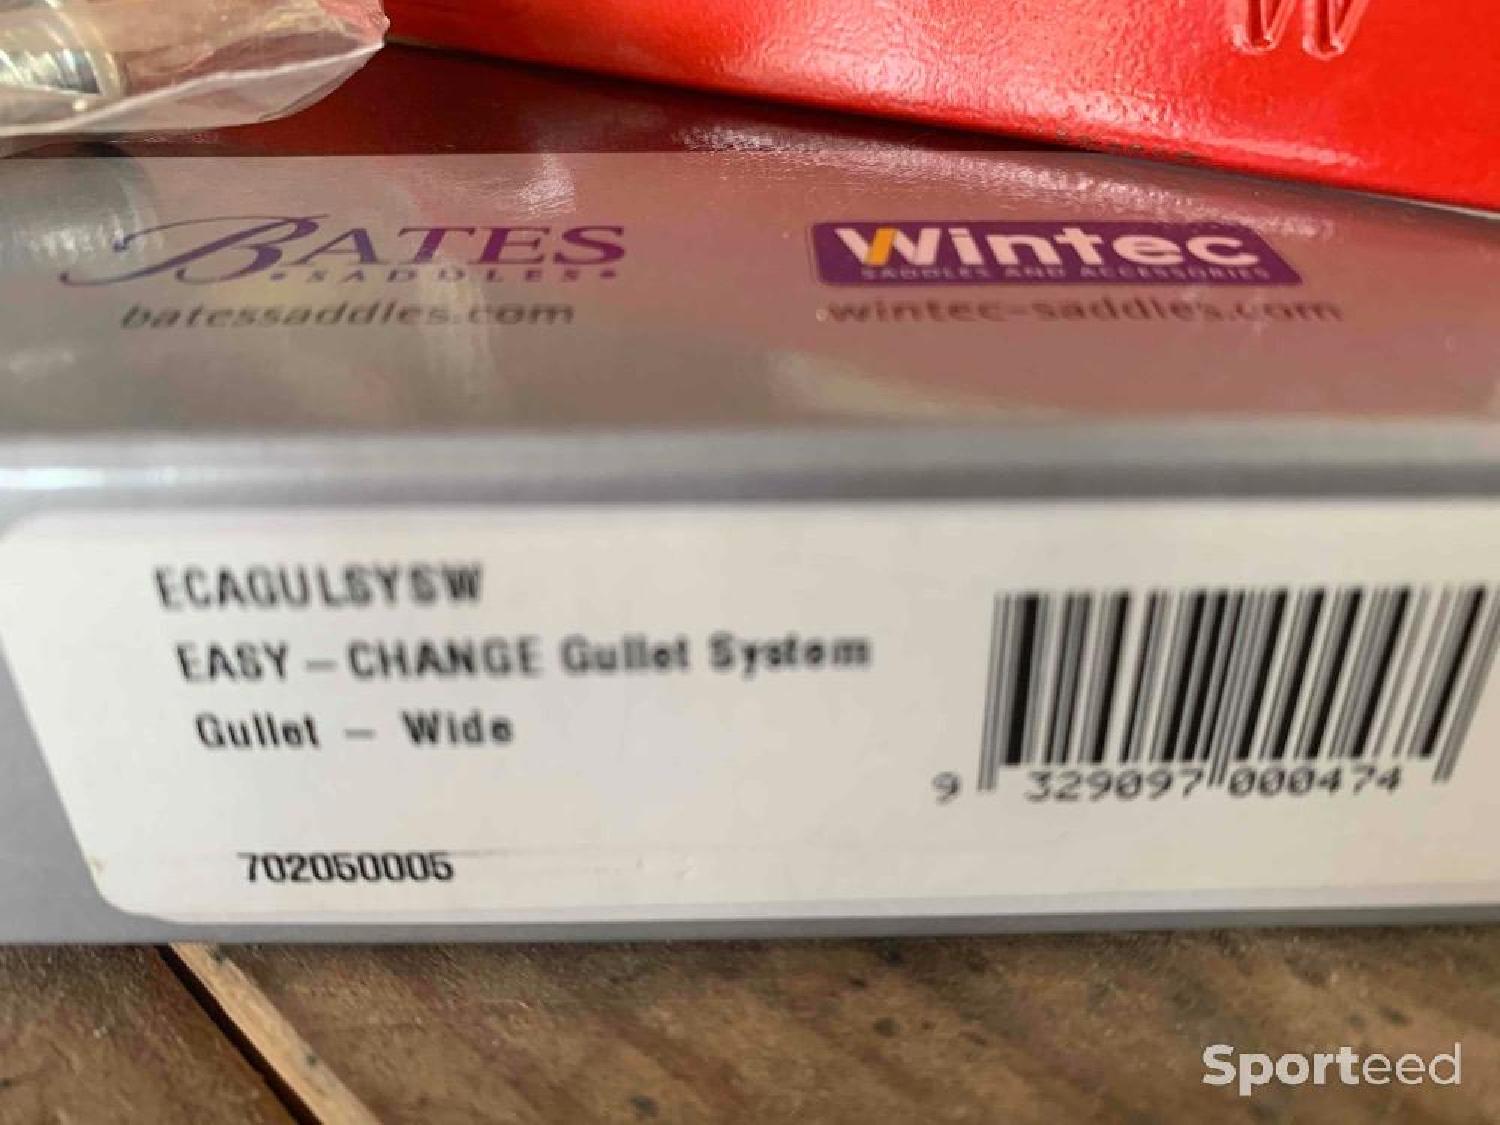 W
BATES
SADDLES
batessaddles.com
Wintec
SADDLES AND ACCESSORIES
wintec-saddles.com
ECAGULSYSW
EASY – CHANGE Gullet System
Gullet – Wide
9 329097 000474
702050005
Sporteed